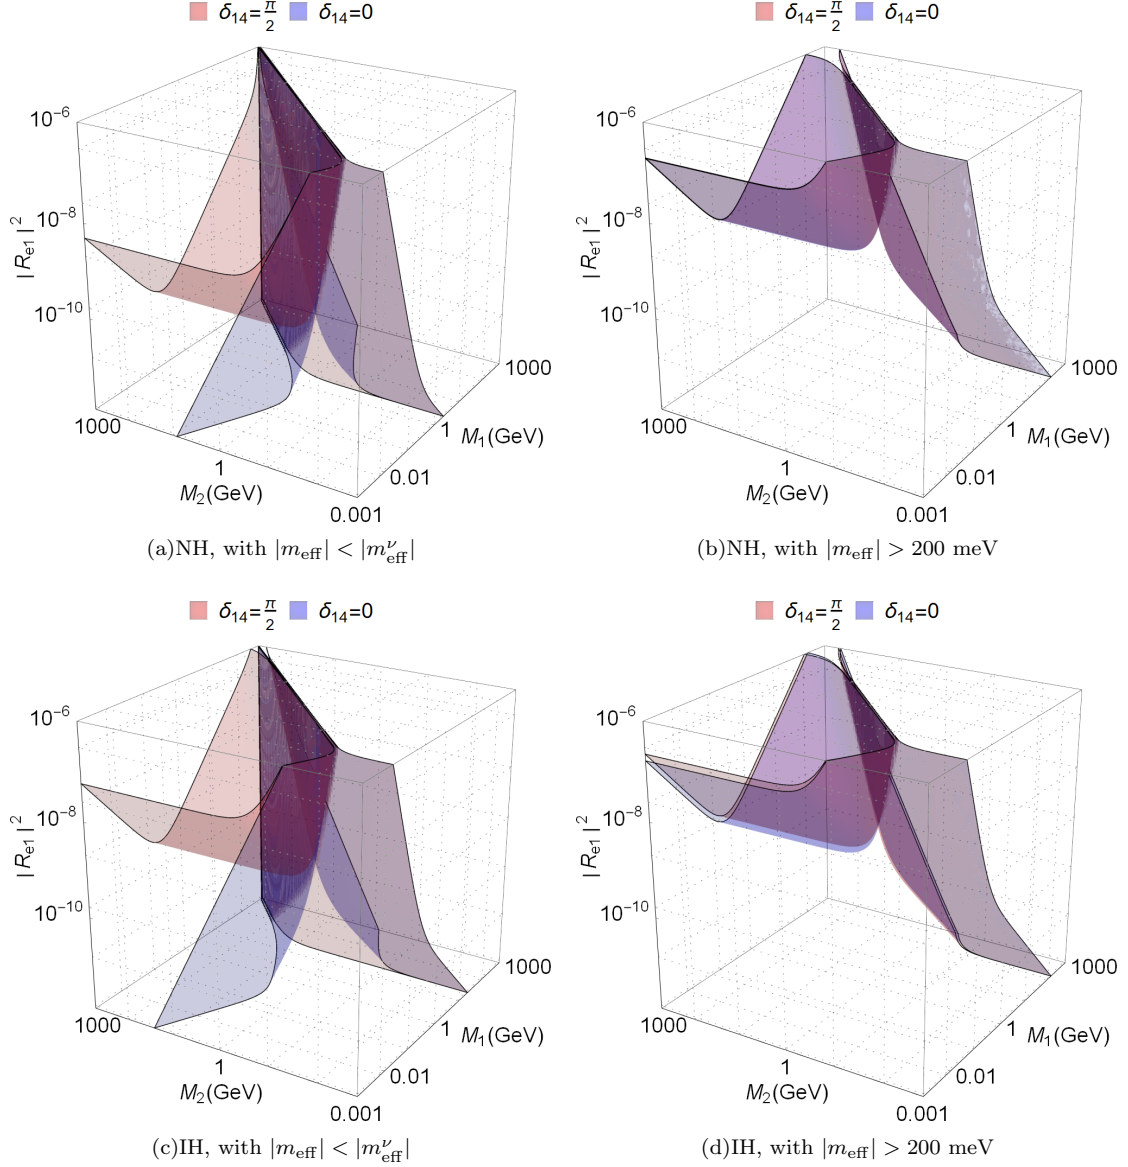 δ₁₄=π/2 δ₁₄=0
δ₁₄=π/2 δ₁₄=0
10⁻⁶
10⁻⁸
10⁻¹⁰
|Rₑ₁|²
1000
1
M₂(GeV)
0.001
0.01
1
M₁(GeV)
1000
10⁻⁶
10⁻⁸
10⁻¹⁰
|Rₑ₁|²
1000
1
M₂(GeV)
0.001
0.01
1
M₁(GeV)
1000
(a)NH, with |m_eff| < |m^ν_eff|
(b)NH, with |m_eff| > 200 meV
δ₁₄=π/2 δ₁₄=0
δ₁₄=π/2 δ₁₄=0
10⁻⁶
10⁻⁸
10⁻¹⁰
|Rₑ₁|²
1000
1
M₂(GeV)
0.001
0.01
1
M₁(GeV)
1000
10⁻⁶
10⁻⁸
10⁻¹⁰
|Rₑ₁|²
1000
1
M₂(GeV)
0.001
0.01
1
M₁(GeV)
1000
(c)IH, with |m_eff| < |m^ν_eff|
(d)IH, with |m_eff| > 200 meV